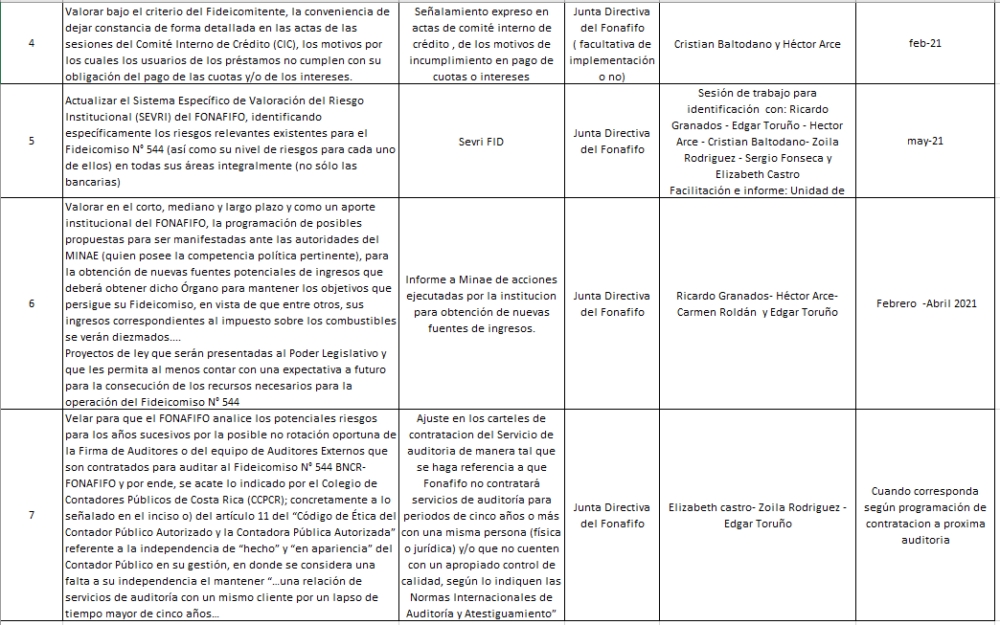 4
Valorar bajo el criterio del Fideicomitente, la conveniencia de
dejar constancia de forma detallada en las actas de las
sesiones del Comité Interno de Crédito (CIC), los motivos por
los cuales los usuarios de los préstamos no cumplen con su
obligación del pago de las cuotas y/o de los intereses.
Señalamiento expreso en
actas de comité interno de
crédito , de los motivos de
incumplimiento en pago de
cuotas o intereses
Junta Directiva
del Fonafifo
( facultativa de
implementación
o no)
Cristian Baltodano y Héctor Arce
feb-21
5
Actualizar el Sistema Específico de Valoración del Riesgo
Institucional (SEVRI) del FONAFIFO, identificando
específicamente los riesgos relevantes existentes para el
Fideicomiso N° 544 (así como su nivel de riesgos para cada uno
de ellos) en todas sus áreas integralmente (no sólo las
bancarias)
Sevri FID
Junta Directiva
del Fonafifo
Sesión de trabajo para
identificación con: Ricardo
Granados - Edgar Toruño - Hector
Arce - Cristian Baltodano- Zoila
Rodriguez - Sergio Fonseca y
Elizabeth Castro
Facilitación e informe: Unidad de
may-21
6
Valorar en el corto, mediano y largo plazo y como un aporte
institucional del FONAFIFO, la programación de posibles
propuestas para ser manifestadas ante las autoridades del
MINAE (quien posee la competencia política pertinente), para
la obtención de nuevas fuentes potenciales de ingresos que
deberá obtener dicho Órgano para mantener los objetivos que
persigue su Fideicomiso, en vista de que entre otros, sus
ingresos correspondientes al impuesto sobre los combustibles
se verán diezmados....
Proyectos de ley que serán presentadas al Poder Legislativo y
que les permita al menos contar con una expectativa a futuro
para la consecución de los recursos necesarios para la
operación del Fideicomiso N° 544
Informe a Minae de acciones
ejecutadas por la institucion
para obtención de nuevas
fuentes de ingresos.
Junta Directiva
del Fonafifo
Ricardo Granados- Héctor Arce-
Carmen Roldán y Edgar Toruño
Febrero -Abril 2021
7
Velar para que el FONAFIFO analice los potenciales riesgos
para los años sucesivos por la posible no rotación oportuna de
la Firma de Auditores o del equipo de Auditores Externos que
son contratados para auditar al Fideicomiso N° 544 BNCR-
FONAFIFO y por ende, se acate lo indicado por el Colegio de
Contadores Públicos de Costa Rica (CCPCR); concretamente a lo
señalado en el inciso o) del artículo 11 del “Código de Ética del
Contador Público Autorizado y la Contadora Pública Autorizada”
referente a la independencia de “hecho” y “en apariencia” del
Contador Público en su gestión, en donde se considera una
falta a su independencia el mantener “…una relación de
servicios de auditoría con un mismo cliente por un lapso de
tiempo mayor de cinco años…
Ajuste en los carteles de
contratacion del Servicio de
auditoria de manera tal que
se haga referencia a que
Fonafifo no contratará
servicios de auditoría para
periodos de cinco años o más
con una misma persona (física
o jurídica) y/o que no cuenten
con un apropiado control de
calidad, según lo indiquen las
Normas Internacionales de
Auditoría y Atestiguamiento”
Junta Directiva
del Fonafifo
Elizabeth castro- Zoila Rodriguez -
Edgar Toruño
Cuando corresponda
según programación de
contratacion a proxima
auditoria